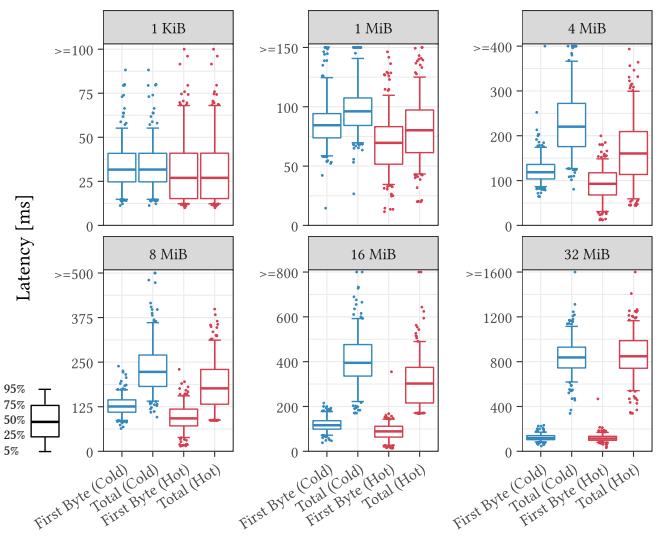 1 KiB
1 MiB
4 MiB
>=100
75
50
25
0
>=150
100
50
0
>=400
300
200
100
0
Latency [ms]
8 MiB
16 MiB
32 MiB
>=500
375
250
125
0
>=800
600
400
200
0
>=1600
1200
800
400
0
95%
75%
50%
25%
5%
First Byte (Cold)
Total (Cold)
First Byte (Hot)
Total (Hot)
First Byte (Cold)
Total (Cold)
First Byte (Hot)
Total (Hot)
First Byte (Cold)
Total (Cold)
First Byte (Hot)
Total (Hot)